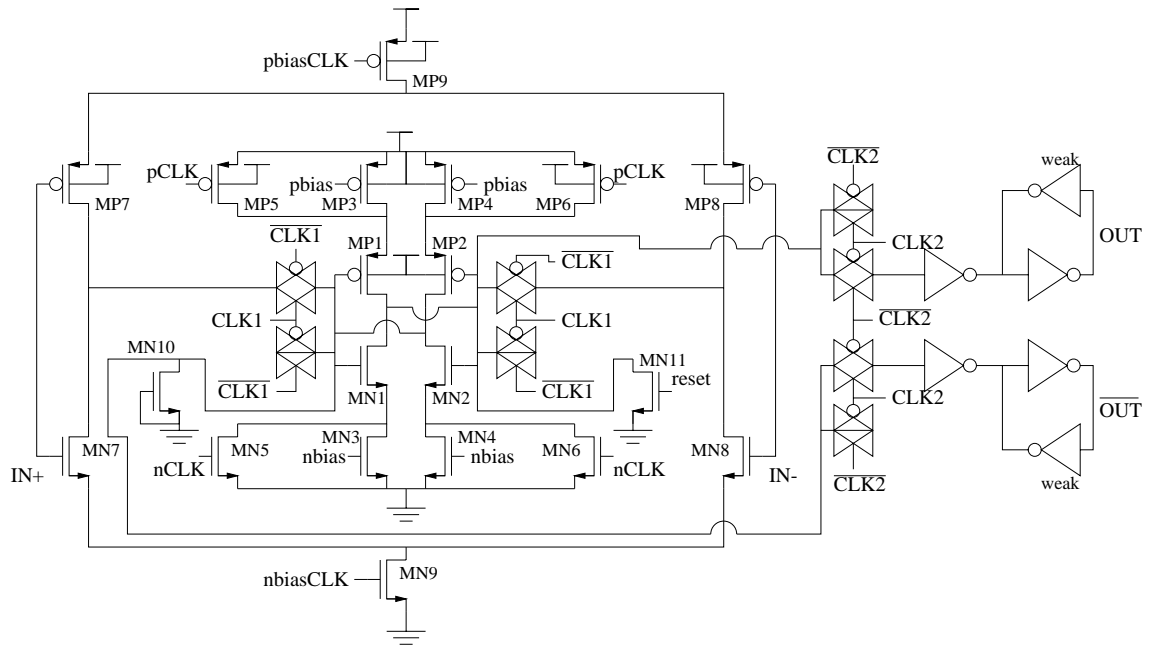 pbiasCLK
MP9
MP7
pCLK
MP5
pbias
MP3
pbias
MP4
pCLK
MP6
MP8
CLK2
weak
CLK1
MP1
MP2
CLK1
CLK2
OUT
CLK1
CLK1
CLK2
MN10
CLK1
MN1
MN2
CLK1
MN11
reset
CLK2
OUT
IN+
MN7
nCLK
MN5
MN3
nbias
MN4
nbias
MN6
nCLK
MN8
IN-
CLK2
weak
nbiasCLK
MN9